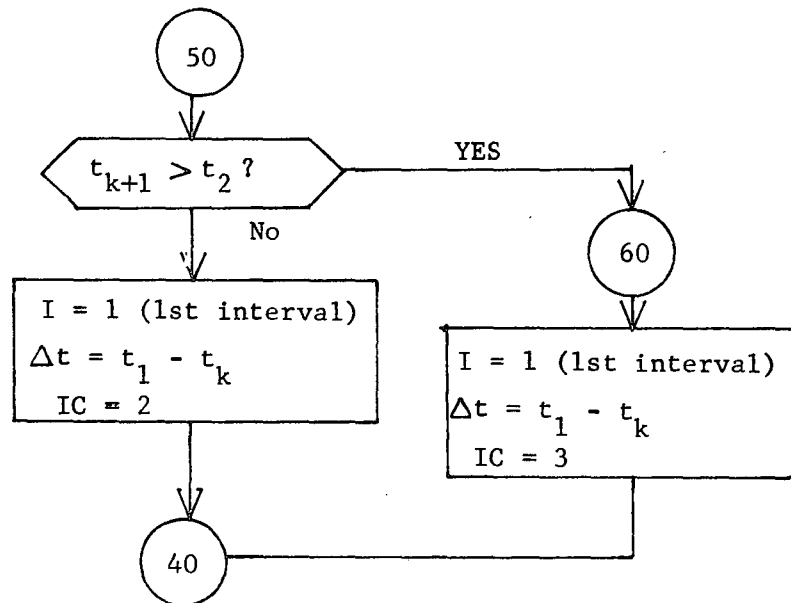 50
t_{k+1} > t_2 ?
YES
No
60
I = 1 (1st interval)
Δt = t_1 - t_k
IC = 2
I = 1 (1st interval)
Δt = t_1 - t_k
IC = 3
40